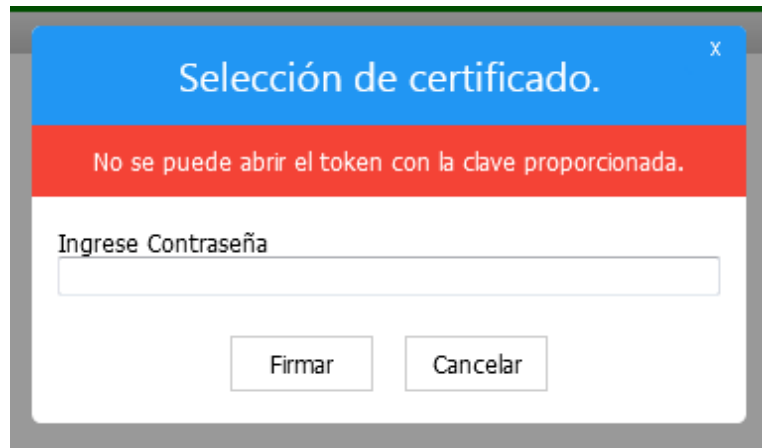 X
Selección de certificado.
No se puede abrir el token con la clave proporcionada.
Ingrese Contraseña
Firmar
Cancelar